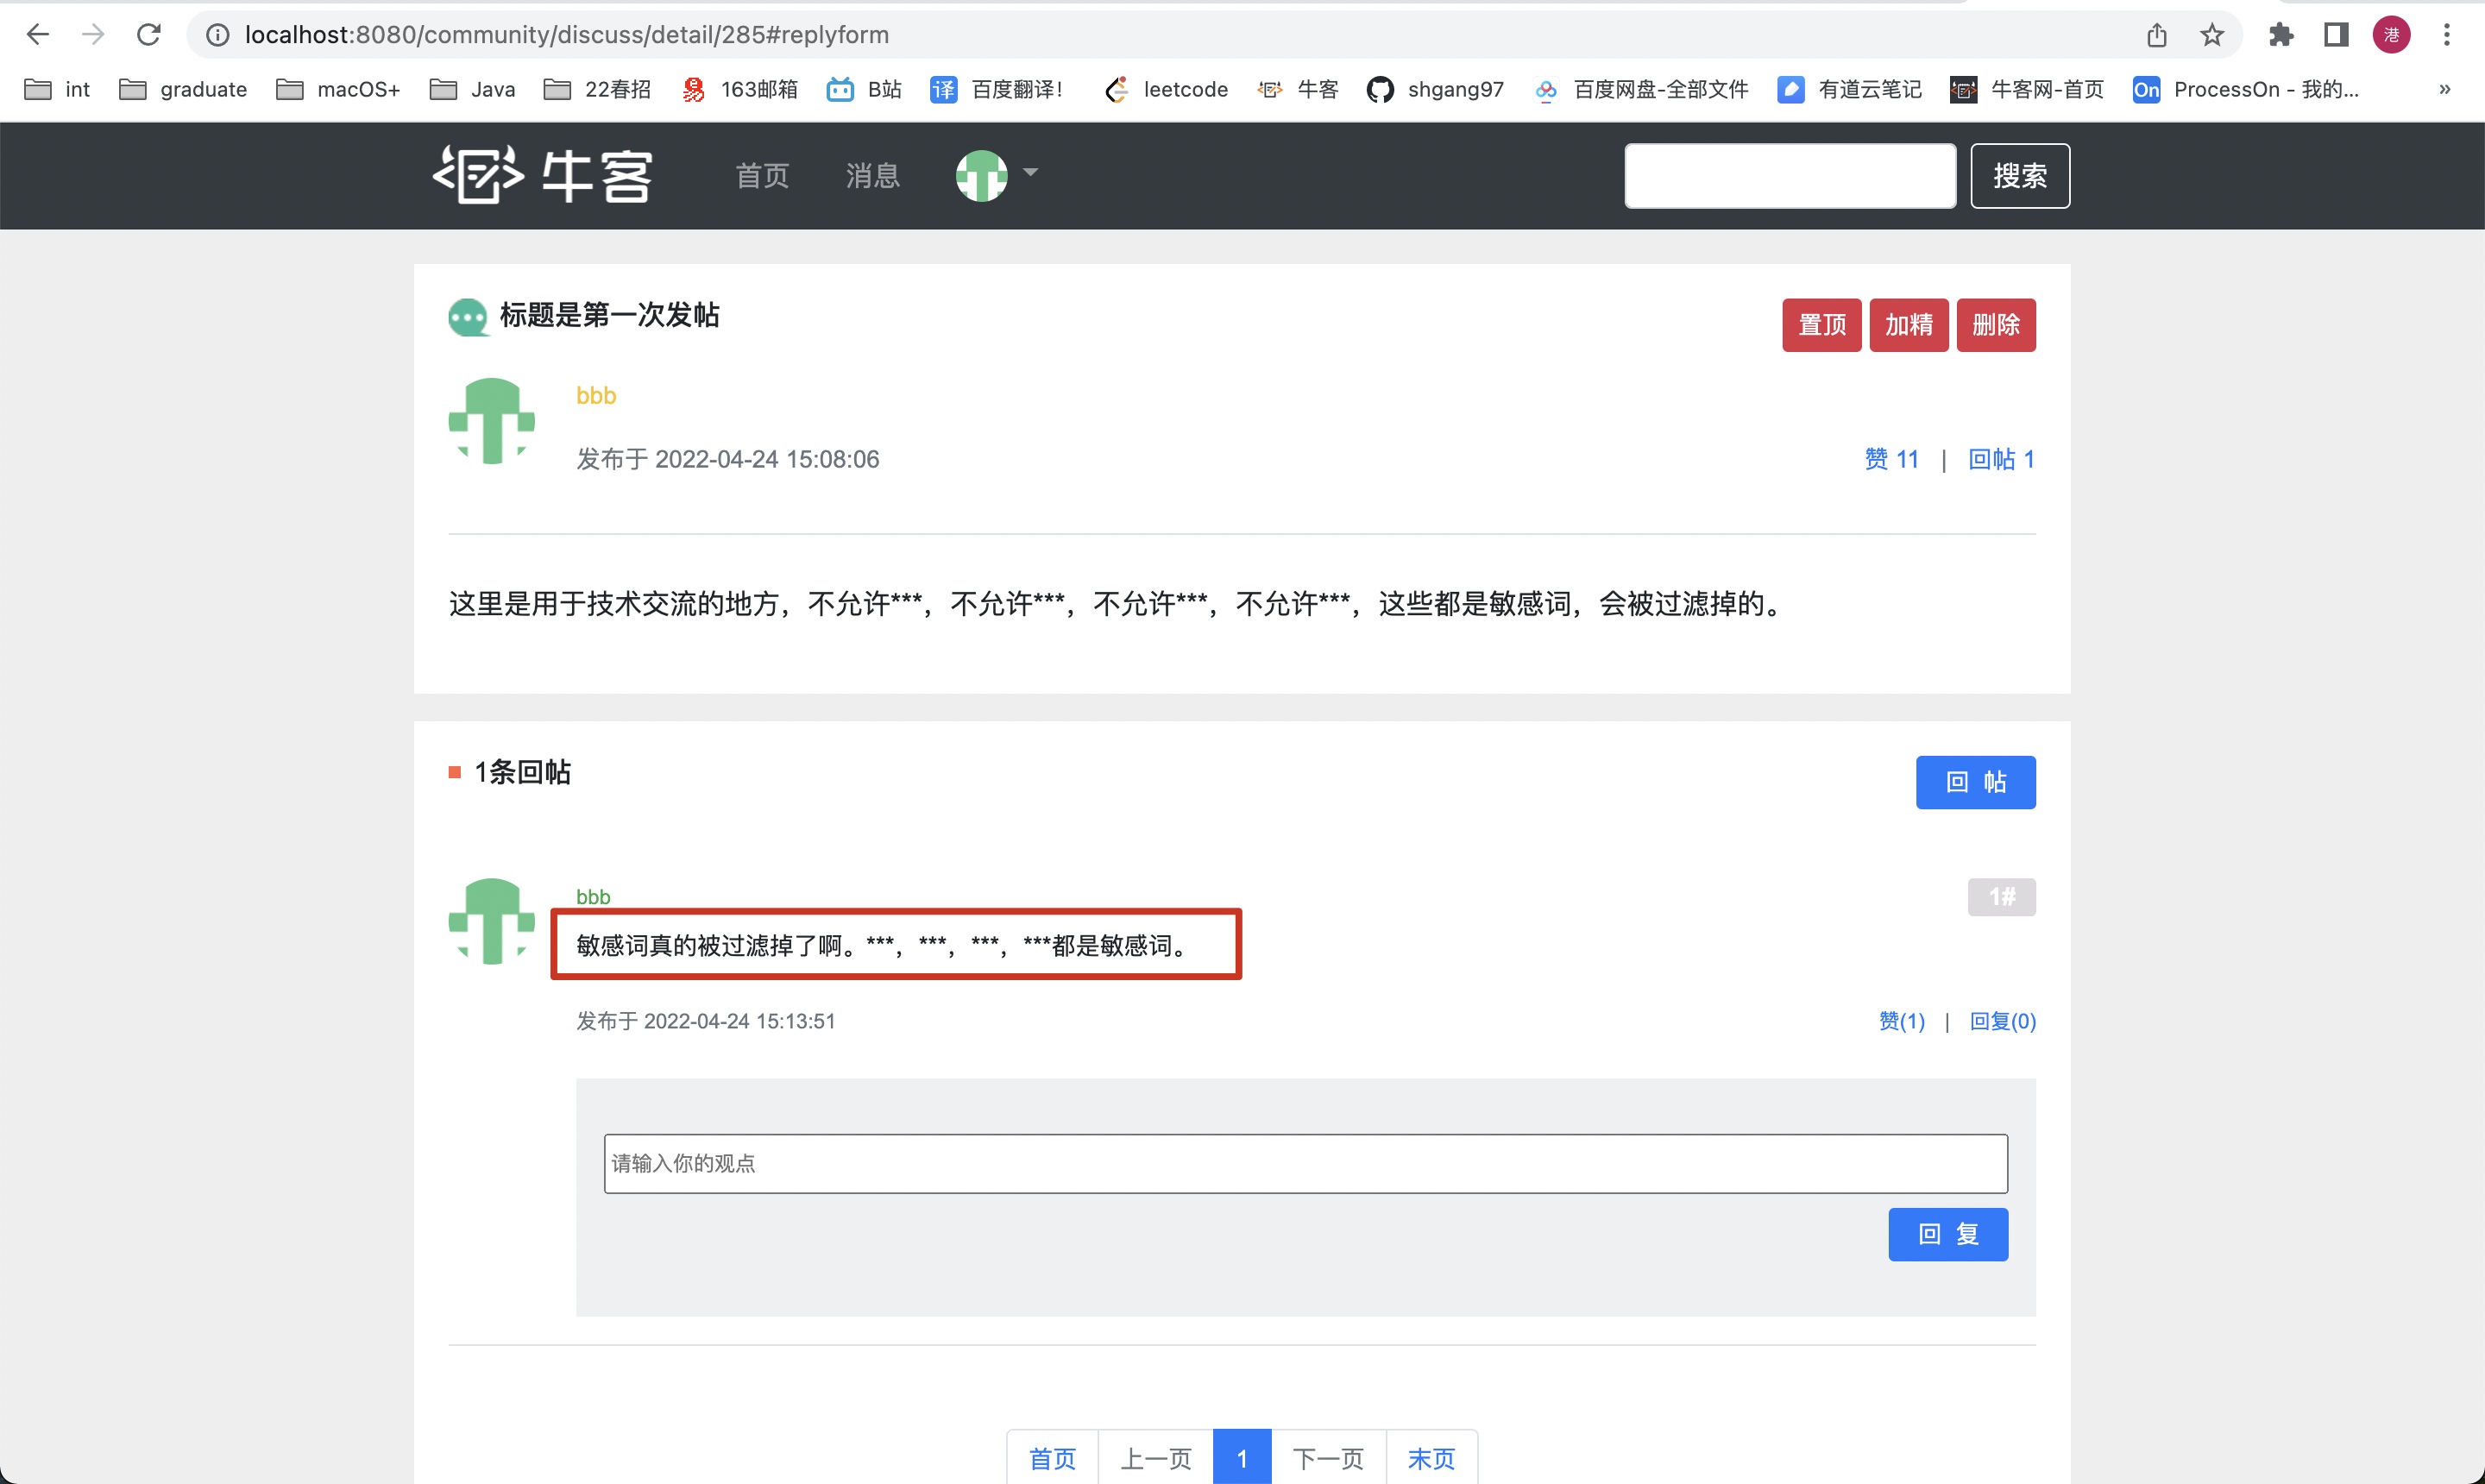 localhost:8080/community/discuss/detail/285#replyform
港
int graduate macOS+ Java 22春招 163邮箱 B站 译 百度翻译! leetcode 牛客 shgang97 百度网盘-全部文件 有道云笔记 牛客网-首页 On ProcessOn - 我的... »
牛客 首页 消息 搜索
标题是第一次发帖 置顶 加精 删除
bbb
发布于 2022-04-24 15:08:06 赞 11 | 回帖 1
这里是用于技术交流的地方，不允许***，不允许***，不允许***，不允许***，这些都是敏感词，会被过滤掉的。
1条回帖 回 帖
bbb 1#
敏感词真的被过滤掉了啊。***，***，***，***都是敏感词。
发布于 2022-04-24 15:13:51 赞(1) | 回复(0)
请输入你的观点
回 复
首页 上一页 1 下一页 末页